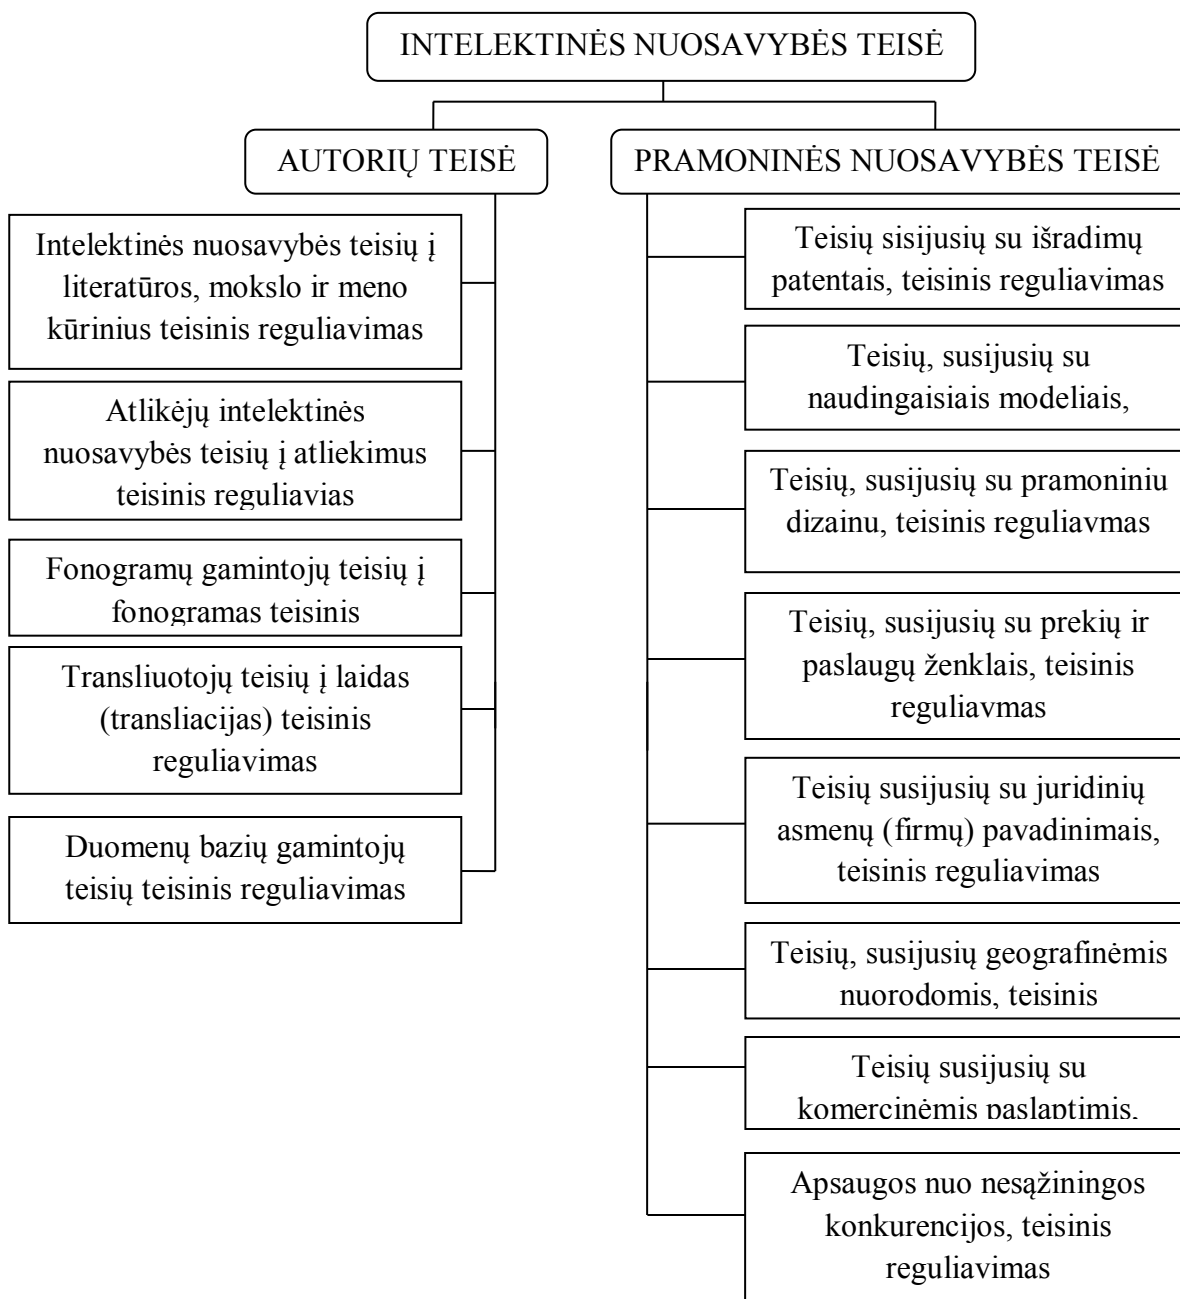 INTELEKTINĖS NUOSAVYBĖS TEISĖ
AUTORIŲ TEISĖ
Intelektinės nuosavybės teisių į
literatūros, mokslo ir meno
kūrinius teisinis reguliavimas
Atlikėjų intelektinės
nuosavybės teisių į atliekimus
teisinis reguliavias
Fonogramų gamintojų teisių į
fonogramas teisinis
Transliuotojų teisių į laidas
(transliacijas) teisinis
reguliavimas
Duomenų bazių gamintojų
teisių teisinis reguliavimas
PRAMONINĖS NUOSAVYBĖS TEISĖ
Teisių sisijusių su išradimų
patentais, teisinis reguliavimas
Teisių, susijusių su
naudingaisiais modeliais,
Teisių, susijusių su pramoniniu
dizainu, teisinis reguliavmas
Teisių, susijusių su prekių ir
paslaugų ženklais, teisinis
reguliavmas
Teisių susijusių su juridinių
asmenų (firmų) pavadinimais,
teisinis reguliavimas
Teisių, susijusių geografinėmis
nuorodomis, teisinis
Teisių susijusių su
komercinėmis paslaptimis,
Apsaugos nuo nesąžiningos
konkurencijos, teisinis
reguliavimas